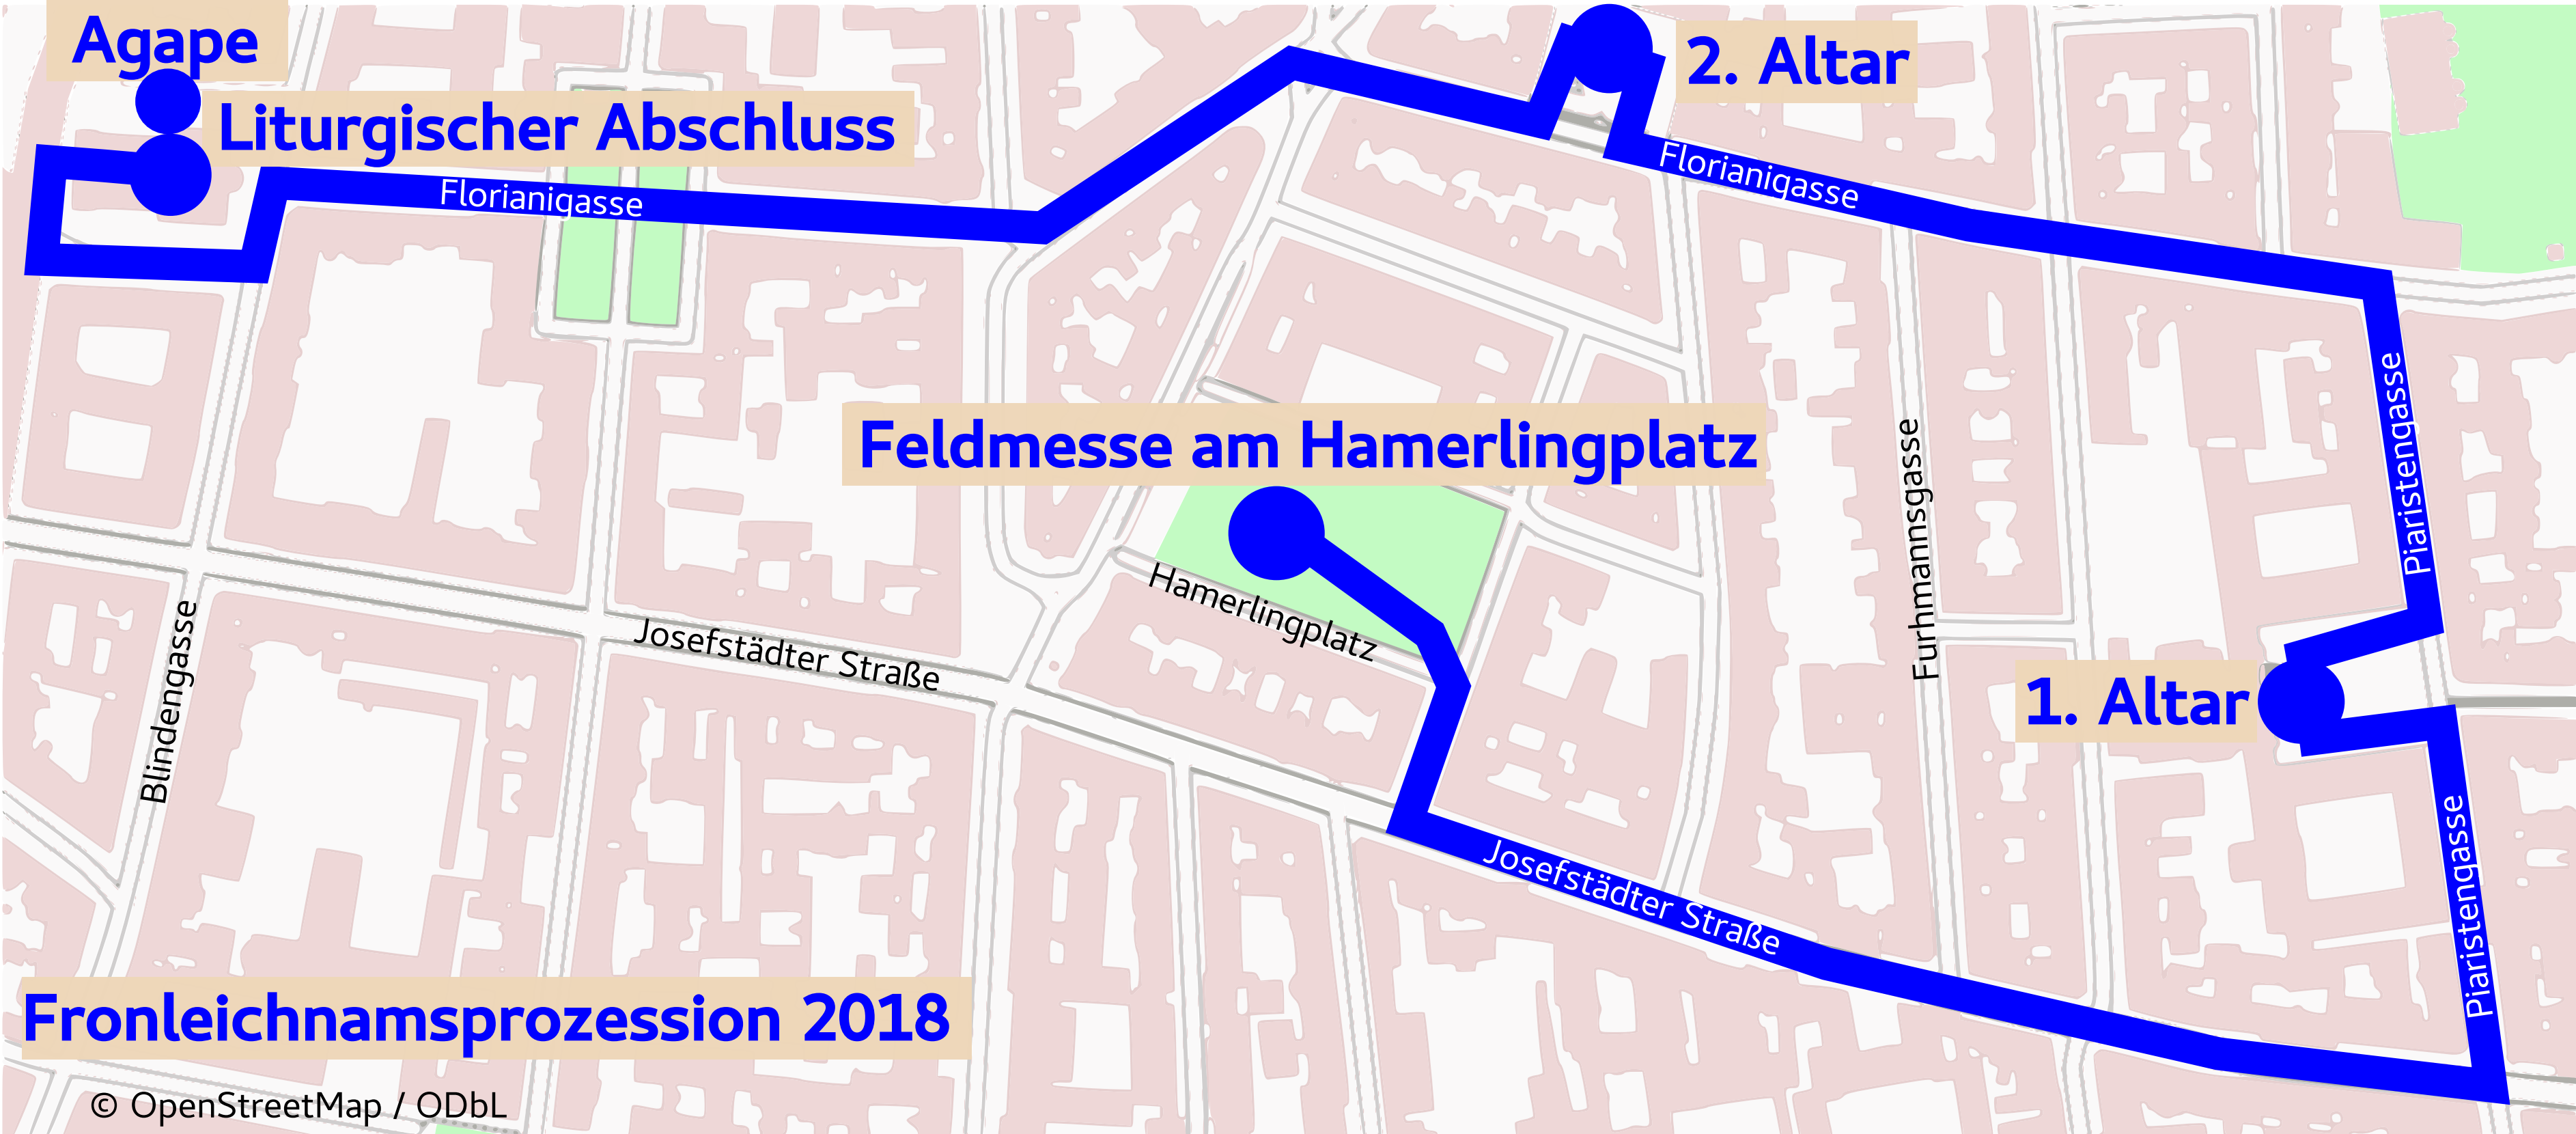 Agape
2. Altar
Liturgischer Abschluss
Florianigasse
Florianigasse
Piaristengasse
Feldmesse am Hamerlingplatz
Furhmannsgasse
Hamerlingplatz
Josefstädter Straße
Blindengasse
1. Altar
Josefstädter Straße
Piaristengasse
Fronleichnamsprozession 2018
© OpenStreetMap / ODbL